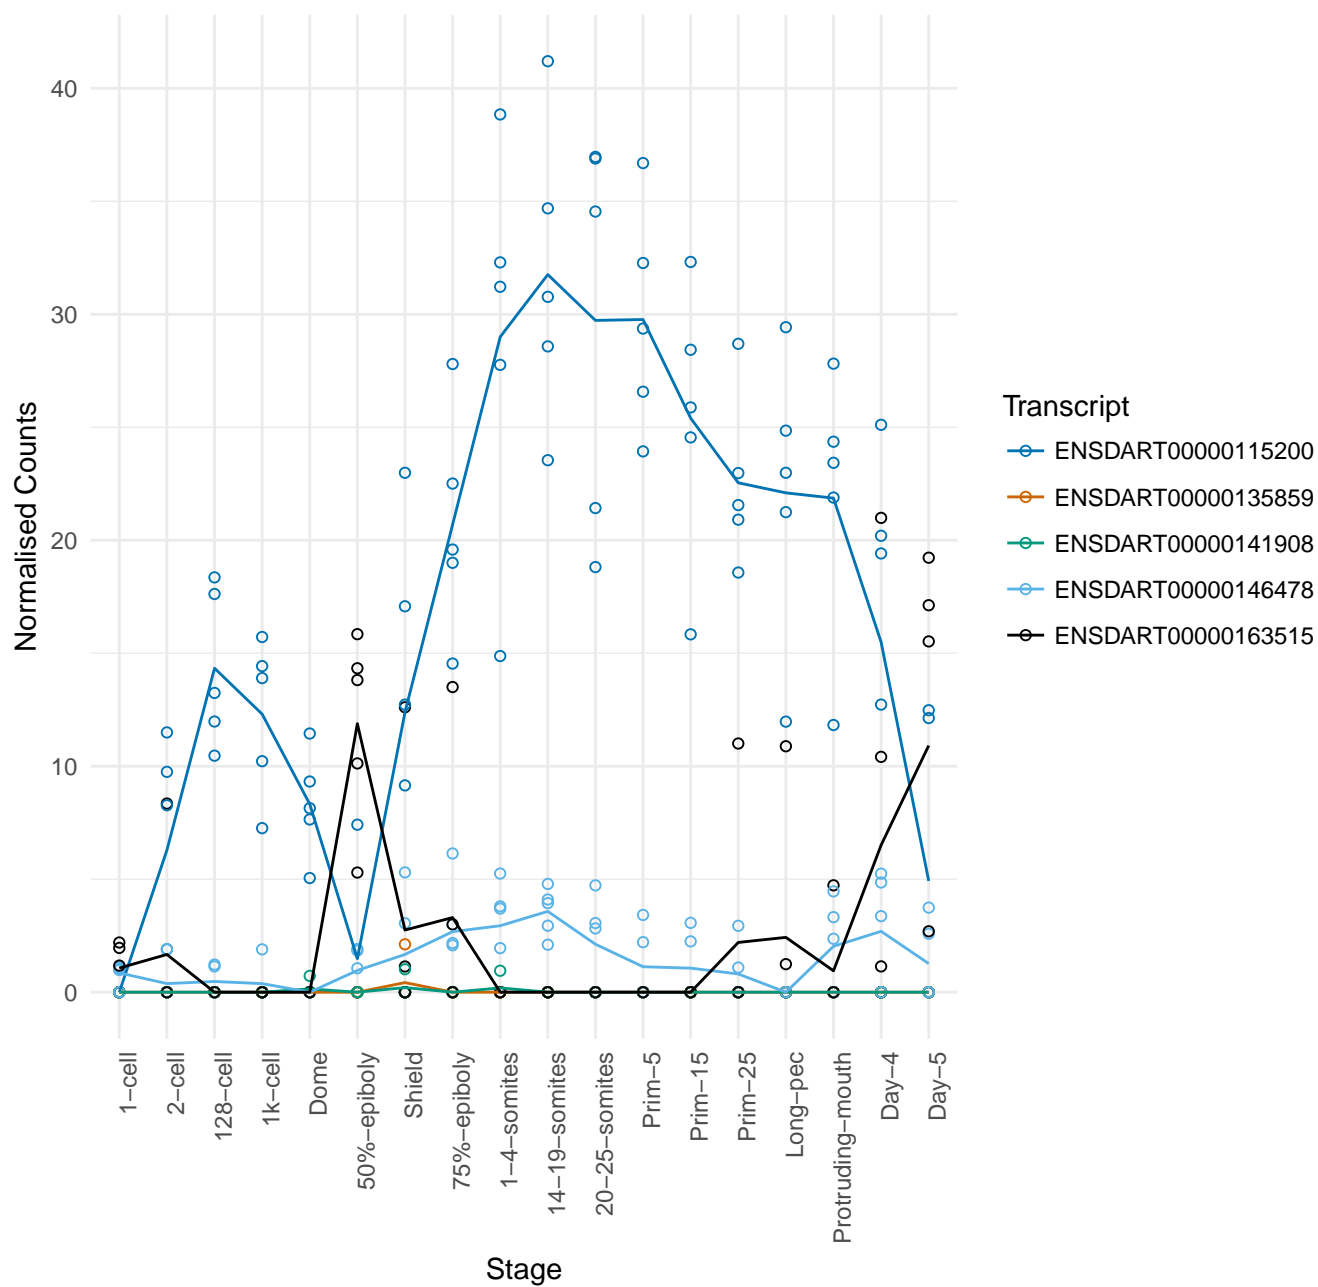 40
30
20
10
0
Normalised Counts
1−cell
2−cell
128−cell
1k−cell
Dome
50%−epiboly
Shield
75%−epiboly
1−4−somites
14−19−somites
20−25−somites
Prim−5
Prim−15
Prim−25
Long−pec
Protruding−mouth
Day−4
Day−5
Stage
Transcript
ENSDART00000115200
ENSDART00000135859
ENSDART00000141908
ENSDART00000146478
ENSDART00000163515